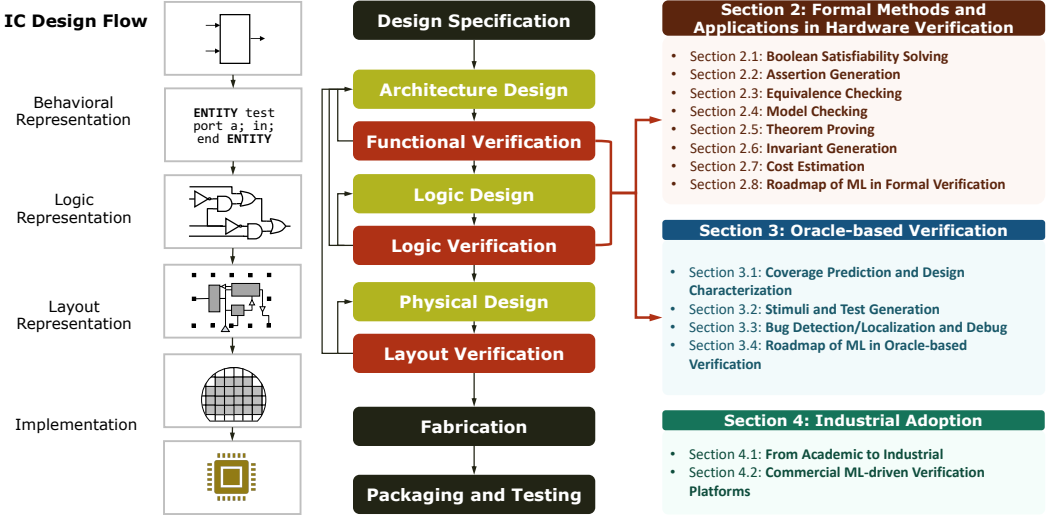 IC Design Flow
Behavioral
Representation
ENTITY test
port a; in;
end ENTITY
Logic
Representation
Layout
Representation
Implementation
Design Specification
Architecture Design
Functional Verification
Logic Design
Logic Verification
Physical Design
Layout Verification
Fabrication
Packaging and Testing
Section 2: Formal Methods and
Applications in Hardware Verification
• Section 2.1: Boolean Satisfiability Solving
• Section 2.2: Assertion Generation
• Section 2.3: Equivalence Checking
• Section 2.4: Model Checking
• Section 2.5: Theorem Proving
• Section 2.6: Invariant Generation
• Section 2.7: Cost Estimation
• Section 2.8: Roadmap of ML in Formal Verification
Section 3: Oracle-based Verification
• Section 3.1: Coverage Prediction and Design
Characterization
• Section 3.2: Stimuli and Test Generation
• Section 3.3: Bug Detection/Localization and Debug
• Section 3.4: Roadmap of ML in Oracle-based
Verification
Section 4: Industrial Adoption
• Section 4.1: From Academic to Industrial
• Section 4.2: Commercial ML-driven Verification
Platforms